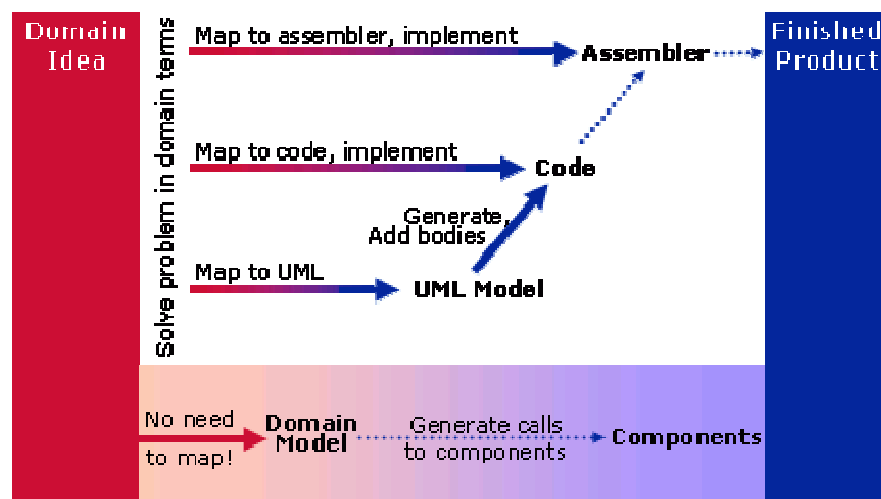 Domain
Idea
Solve problem in domain terms
Map to assembler, implement
Assembler
Finished
Product
Map to code, implement
Code
Generate,
Add bodies
Map to UML
UML Model
No need
to map!
Domain
Model
Generate calls
to components
Components